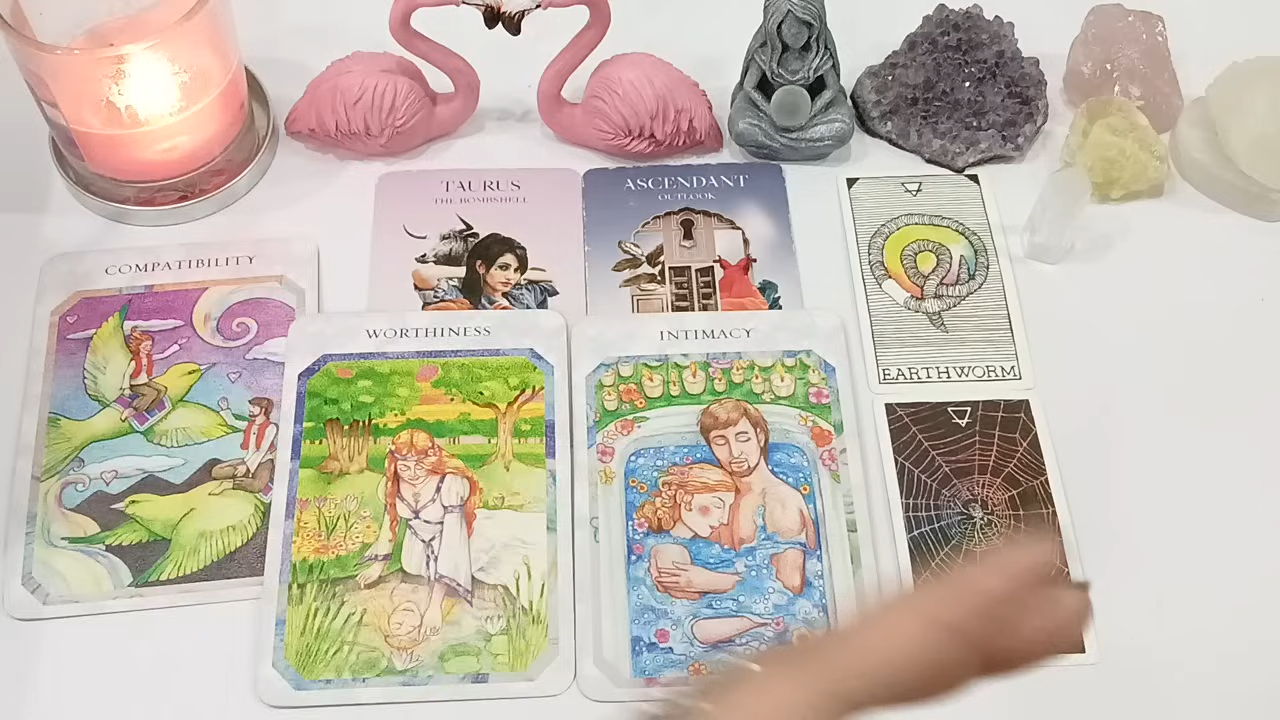 TAURUS
THE BOMBSHELL
ASCENDANT
OUTLOOK
COMPATIBILITY
WORTHINESS
INTIMACY
EARTHWORM